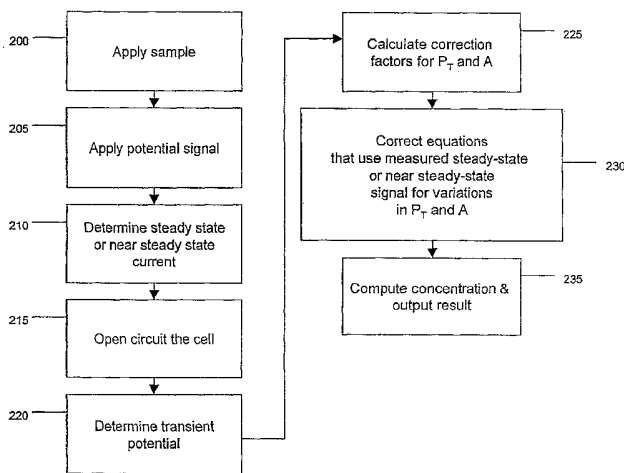 200
Apply sample
205
Apply potential signal
210
Determine steady state
or near steady state
current
215
Open circuit the cell
220
Determine transient
potential
225
Calculate correction
factors for P_T and A
230
Correct equations
that use measured steady-state
or near steady-state
signal for variations
in P_T and A
235
Compute concentration &
output result